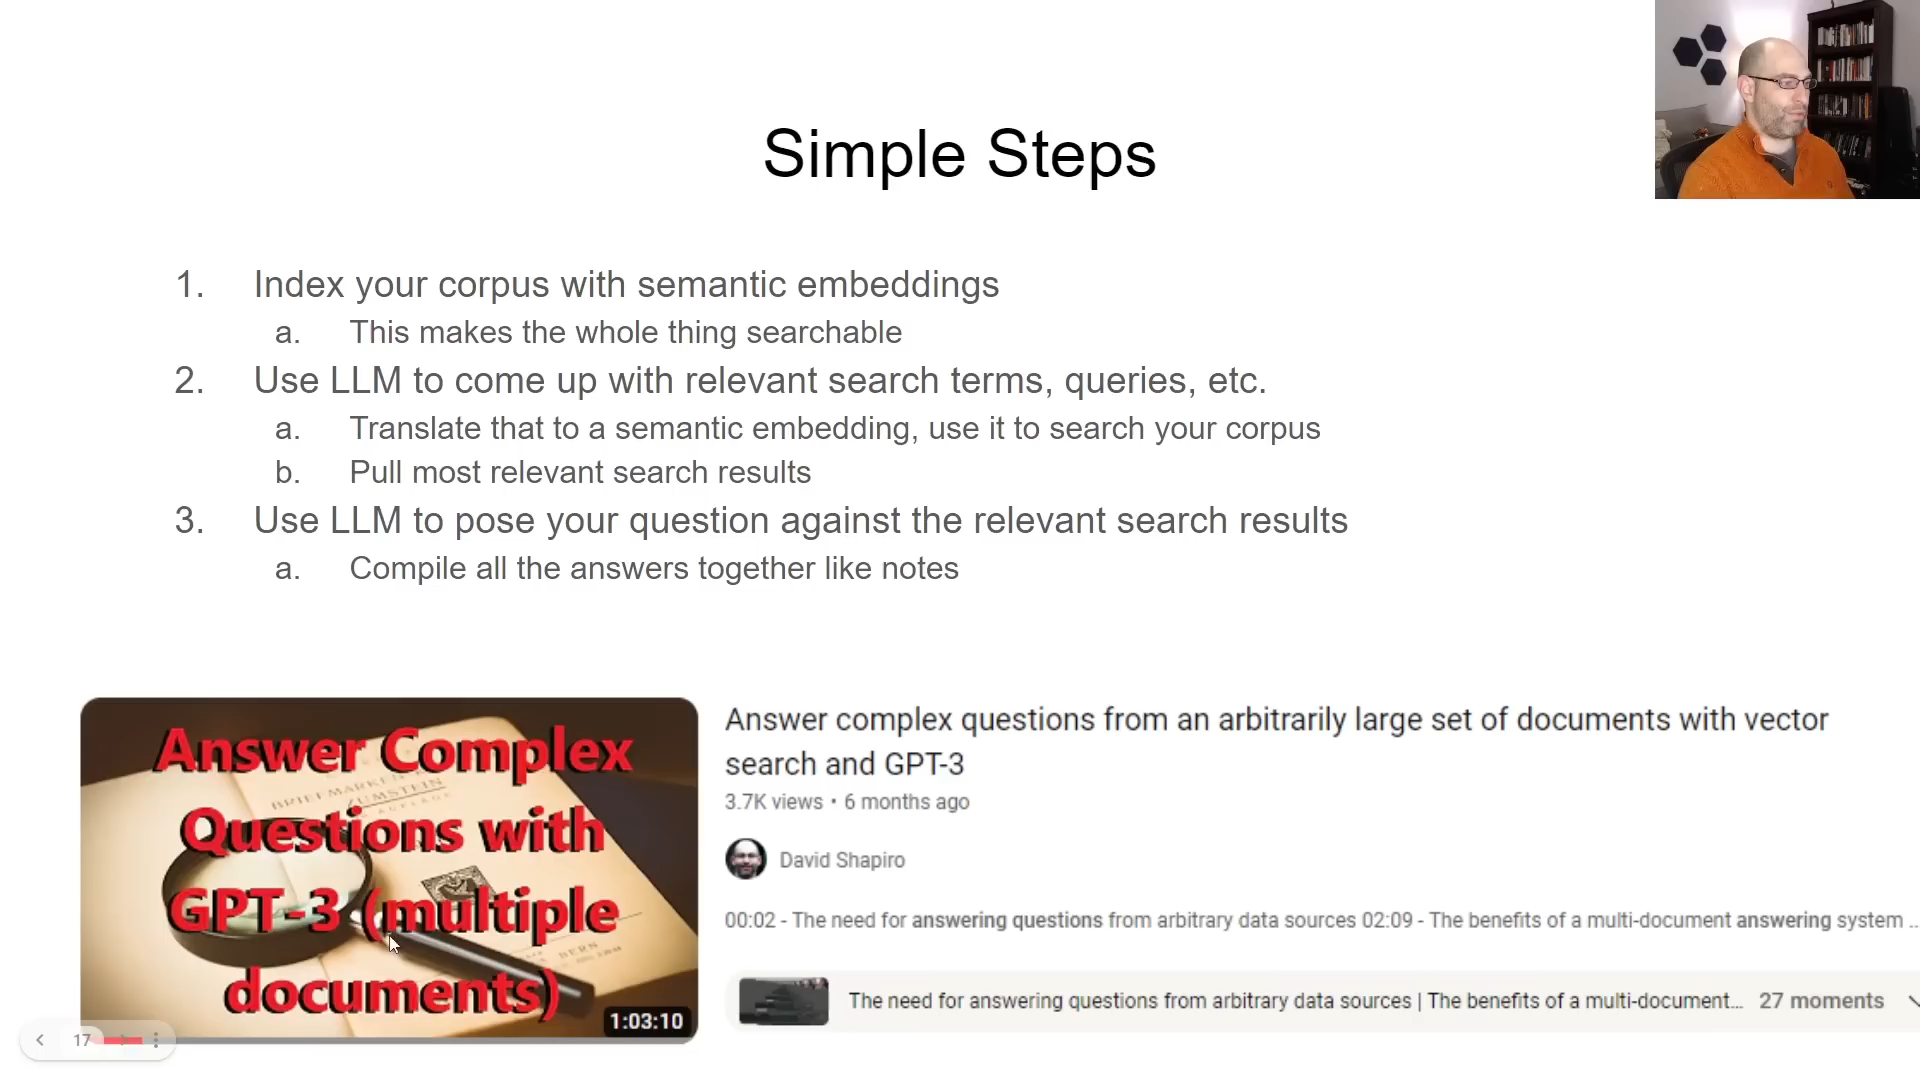 Simple Steps
1. Index your corpus with semantic embeddings
a. This makes the whole thing searchable
2. Use LLM to come up with relevant search terms, queries, etc.
a. Translate that to a semantic embedding, use it to search your corpus
b. Pull most relevant search results
3. Use LLM to pose your question against the relevant search results
a. Compile all the answers together like notes
Answer Complex
Questions with
GPT-3 (multiple
documents)
BRIEFMARKEN
ZUMSTEIN
BERN
1:03:10
17
Answer complex questions from an arbitrarily large set of documents with vector
search and GPT-3
3.7K views • 6 months ago
David Shapiro
00:02 - The need for answering questions from arbitrary data sources 02:09 - The benefits of a multi-document answering system ...
The need for answering questions from arbitrary data sources | The benefits of a multi-document... 27 moments